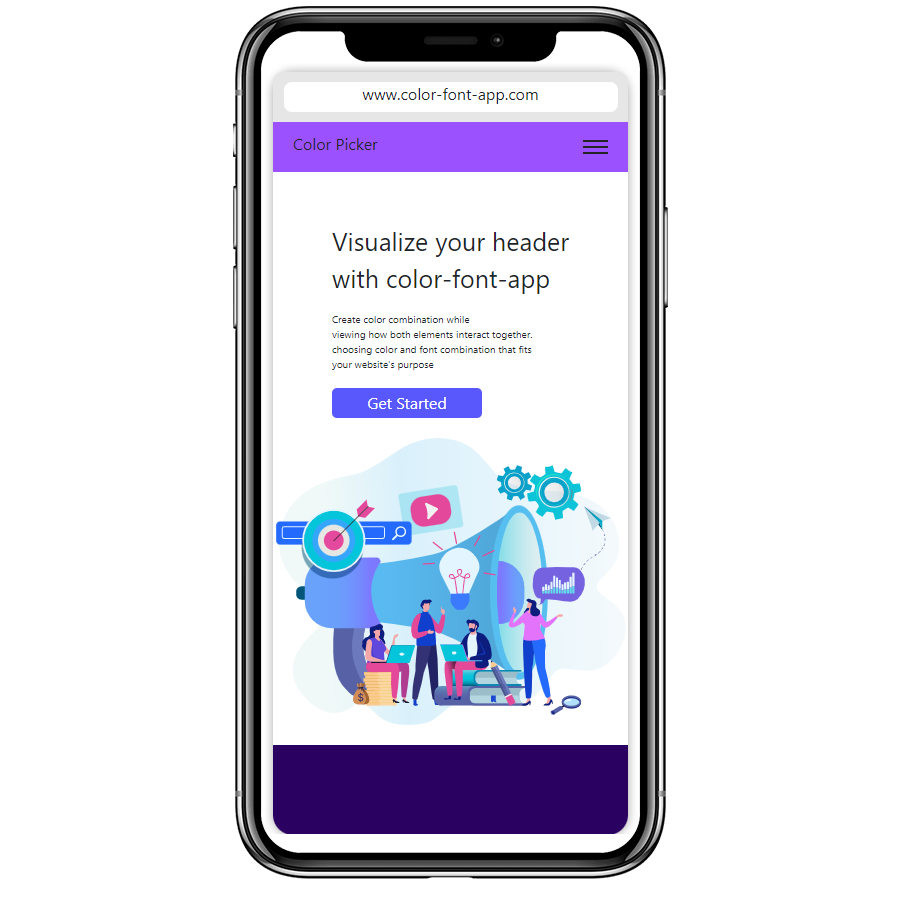 www.color-font-app.com
Color Picker
Visualize your header
with color-font-app
Create color combination while
viewing how both elements interact together.
choosing color and font combination that fits
your website's purpose
Get Started
$